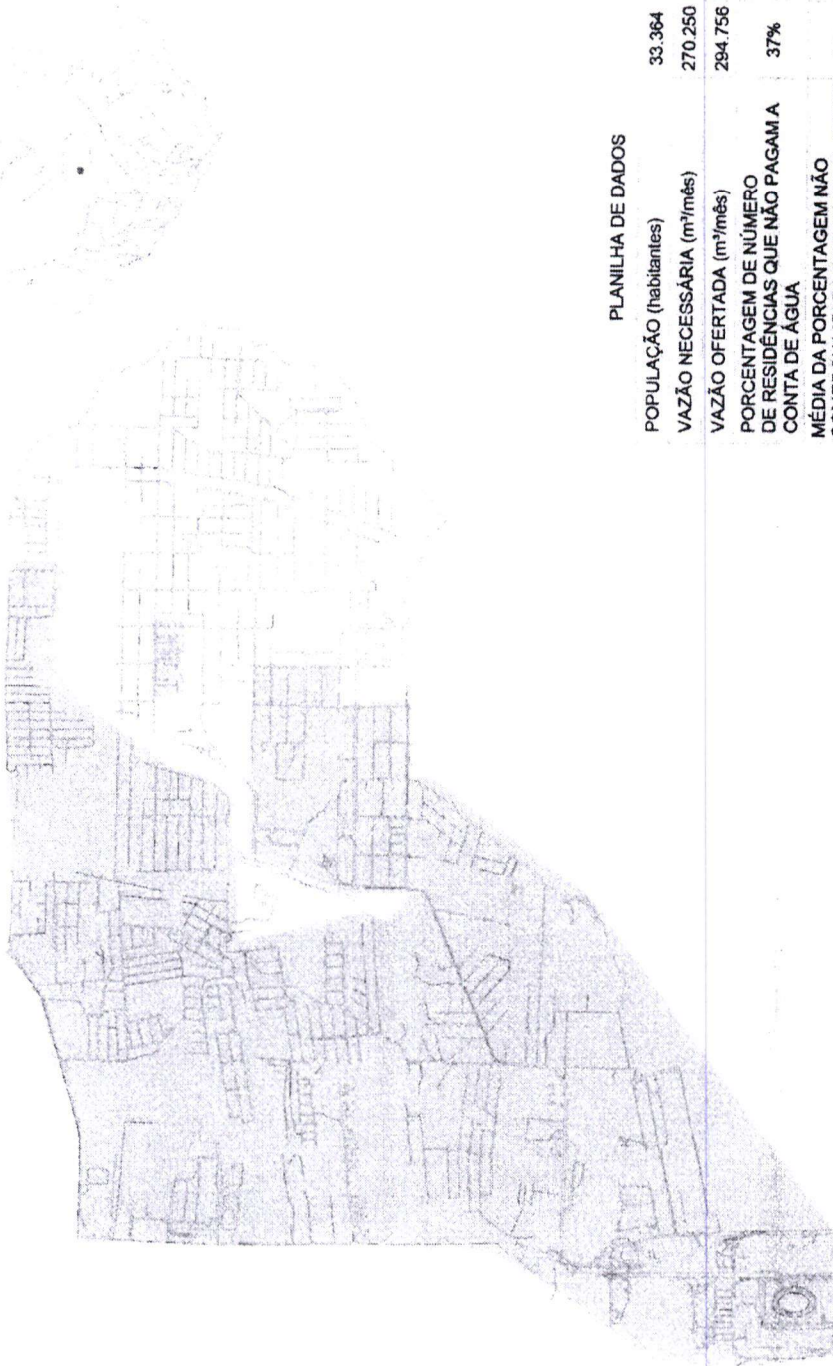 PLANILHA DE DADOS
POPULAÇÃO (habitantes) 33.364
VAZÃO NECESSÁRIA (m³/mês) 270.250
VAZÃO OFERTADA (m³/mês) 294.756
PORCENTAGEM DE NÚMERO
DE RESIDÊNCIAS QUE NÃO PAGAM A 37%
CONTA DE ÁGUA
MÉDIA DA PORCENTAGEM NÃO